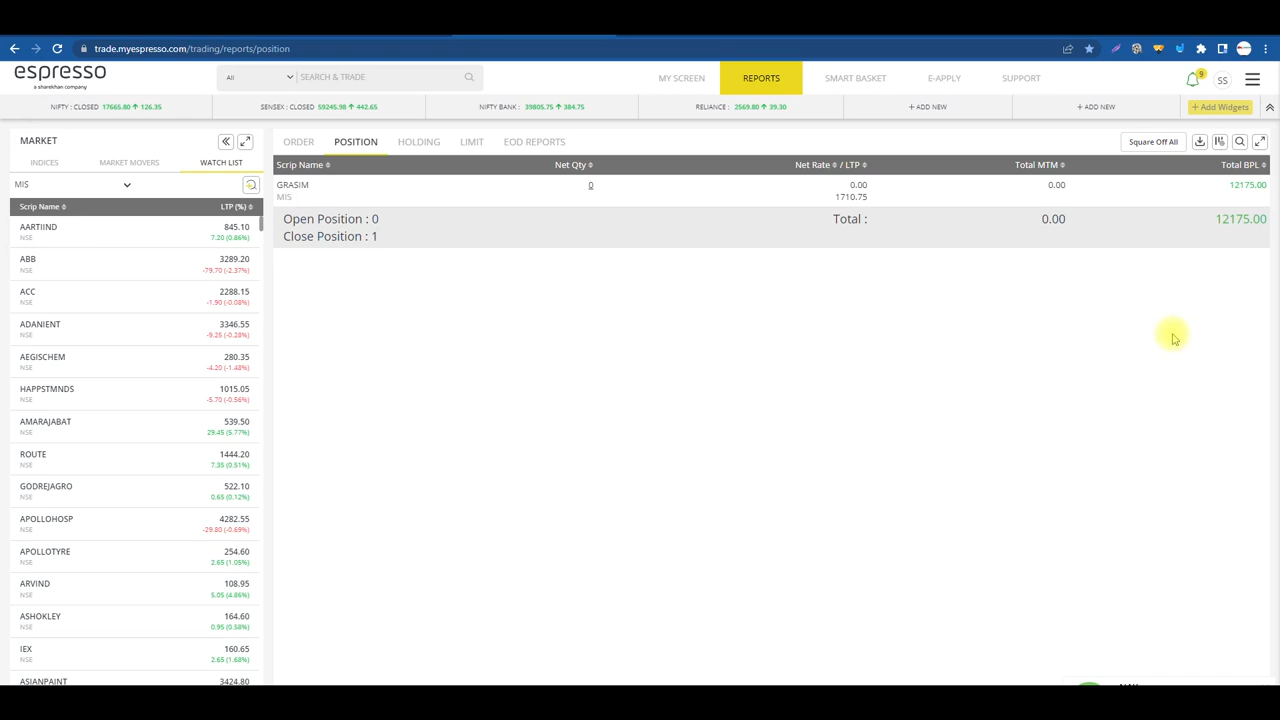 trade.myespresso.com/trading/reports/position
espresso
a sharekhan company
All
SEARCH & TRADE
MY SCREEN
REPORTS
SMART BASKET
E-APPLY
SUPPORT
9
SS
NIFTY : CLOSED 17665.80 ↑ 126.35
SENSEX : CLOSED 59245.98 ↑ 442.65
NIFTY BANK : 39805.75 ↑ 384.75
RELIANCE : 2569.80 ↑ 39.30
+ ADD NEW
+ ADD NEW
+ Add Widgets
MARKET
INDICES
MARKET MOVERS
WATCH LIST
MIS
Scrip Name LTP (%)
AARTIIND 845.10
NSE 7.20 (0.86%)
ABB 3289.20
NSE -79.70 (-2.37%)
ACC 2288.15
NSE -1.90 (-0.08%)
ADANIENT 3346.55
NSE -9.25 (-0.28%)
AEGISCHEM 280.35
NSE -4.20 (-1.48%)
HAPPSTMNDS 1015.05
NSE -5.70 (-0.56%)
AMARAJABAT 539.50
NSE 29.45 (5.77%)
ROUTE 1444.20
NSE 7.35 (0.51%)
GODREJAGRO 522.10
NSE 0.65 (0.12%)
APOLLOHOSP 4282.55
NSE -29.80 (-0.69%)
APOLLOTYRE 254.60
NSE 2.65 (1.05%)
ARVIND 108.95
NSE 5.05 (4.86%)
ASHOKLEY 164.60
NSE 0.95 (0.58%)
IEX 160.65
NSE 2.65 (1.68%)
ASIANPAINT 3424.80
ORDER
POSITION
HOLDING
LIMIT
EOD REPORTS
Square Off All
Scrip Name Net Qty Net Rate / LTP Total MTM Total BPL
GRASIM 0 0.00 0.00 12175.00
MIS 1710.75
Open Position : 0 Total : 0.00 12175.00
Close Position : 1